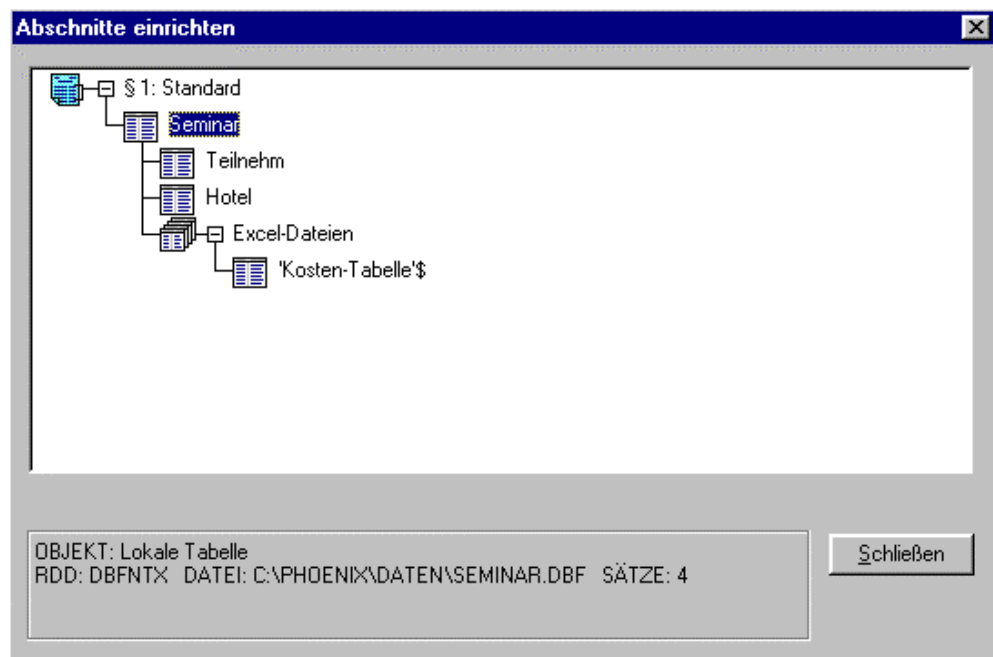 Abschnitte einrichten
§ 1: Standard
Seminar
Teilnehm
Hotel
Excel-Dateien
'Kosten-Tabelle'$
OBJEKT: Lokale Tabelle
RDD: DBFNTX DATEI: C:\PHOENIX\DATEN\SEMINAR.DBF SÄTZE: 4
Schließen